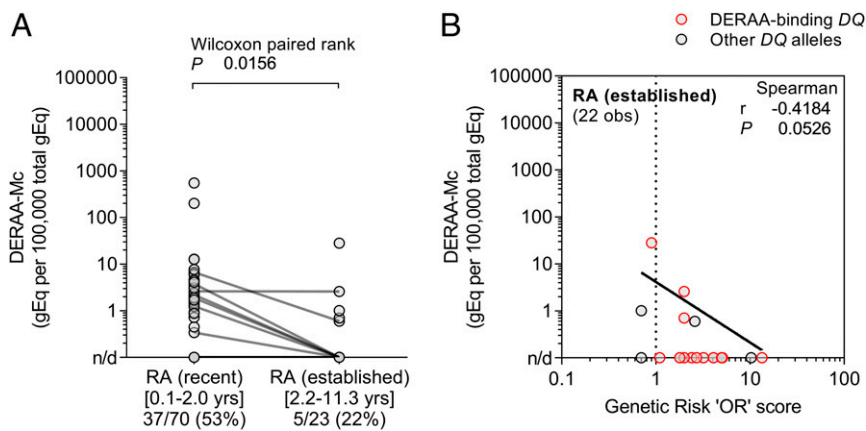 A
Wilcoxon paired rank
P 0.0156
DERAA-Mc
(gEq per 100,000 total gEq)
100000
10000
1000
100
10
1
n/d
RA (recent)
[0.1-2.0 yrs]
37/70 (53%)
RA (established)
[2.2-11.3 yrs]
5/23 (22%)
B
DERAA-binding DQ
Other DQ alleles
RA (established)
(22 obs)
Spearman
r -0.4184
P 0.0526
DERAA-Mc
(gEq per 100,000 total gEq)
100000
10000
1000
100
10
1
n/d
0.1 1 10 100
Genetic Risk 'OR' score